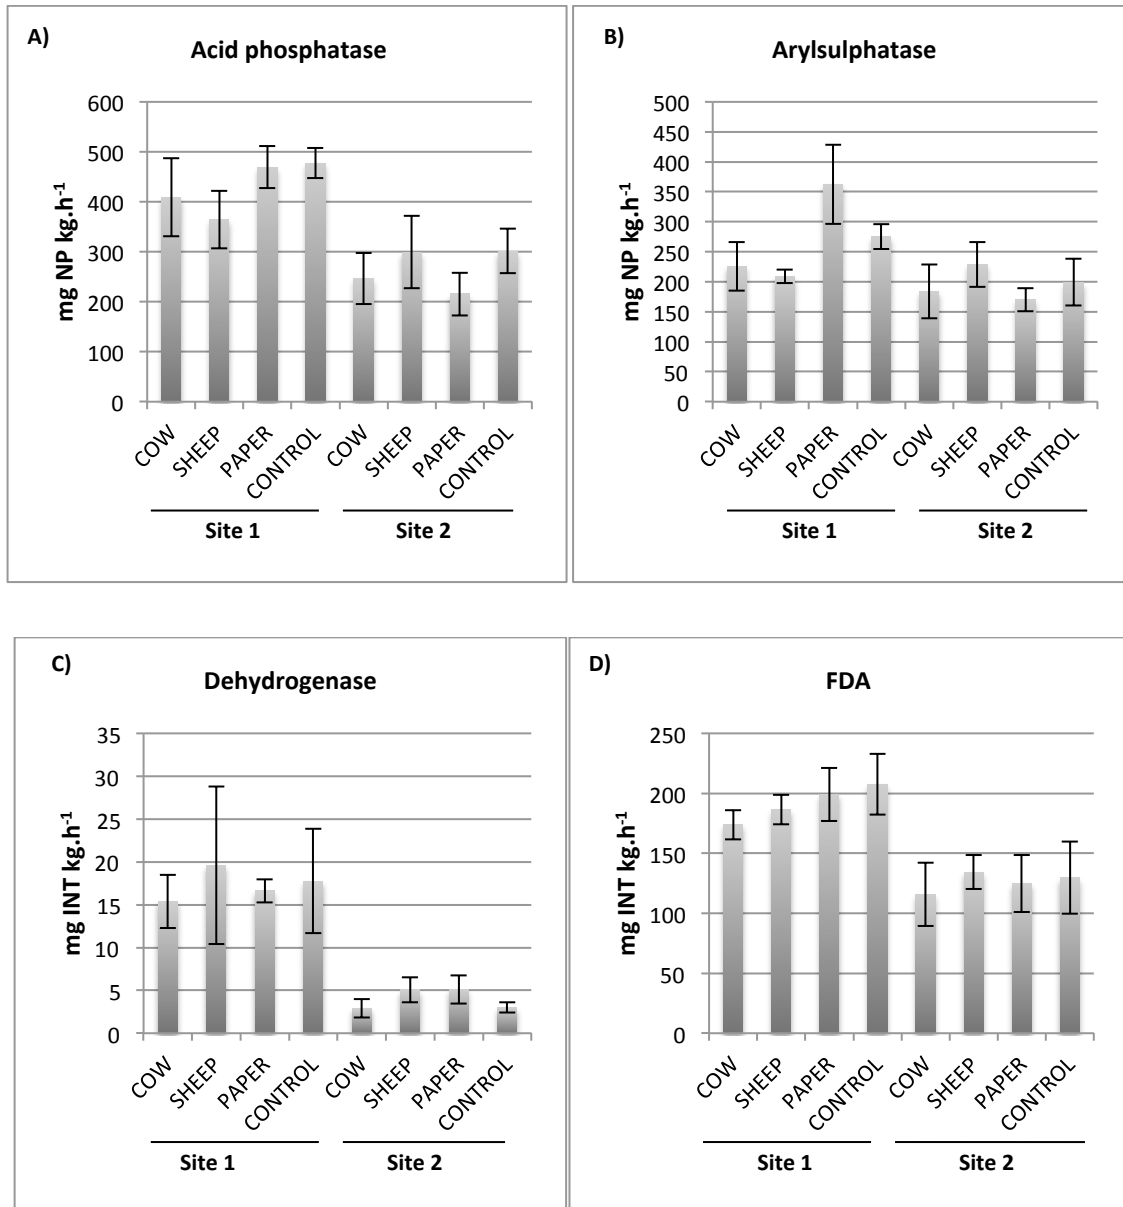 A)
Acid phosphatase
mg NP kg.h-1
600
500
400
300
200
100
0
COW
SHEEP
PAPER
CONTROL
COW
SHEEP
PAPER
CONTROL
Site 1
Site 2
B)
Arylsulphatase
mg NP kg.h-1
500
450
400
350
300
250
200
150
100
50
0
COW
SHEEP
PAPER
CONTROL
COW
SHEEP
PAPER
CONTROL
Site 1
Site 2
C)
Dehydrogenase
mg INT kg.h-1
35
30
25
20
15
10
5
0
COW
SHEEP
PAPER
CONTROL
COW
SHEEP
PAPER
CONTROL
Site 1
Site 2
D)
FDA
mg INT kg.h-1
250
200
150
100
50
0
COW
SHEEP
PAPER
CONTROL
COW
SHEEP
PAPER
CONTROL
Site 1
Site 2